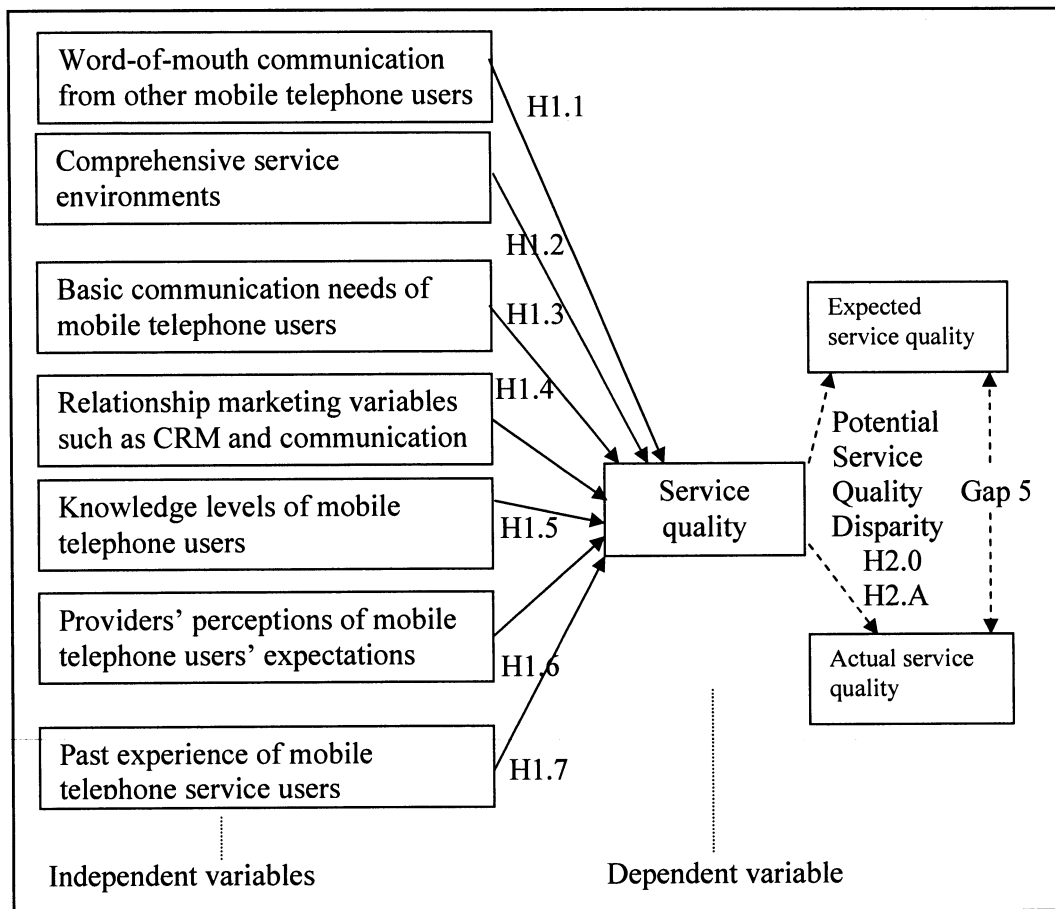 Word-of-mouth communication
from other mobile telephone users
H1.1
Comprehensive service
environments
H1.2
Basic communication needs of
mobile telephone users
H1.3
Relationship marketing variables
such as CRM and communication
H1.4
Knowledge levels of mobile
telephone users
H1.5
Providers' perceptions of mobile
telephone users' expectations
H1.6
Past experience of mobile
telephone service users
H1.7
Service
quality
Expected
service quality
Potential
Service
Quality
Disparity
H2.0
H2.A
Gap 5
Actual service
quality
Independent variables
Dependent variable